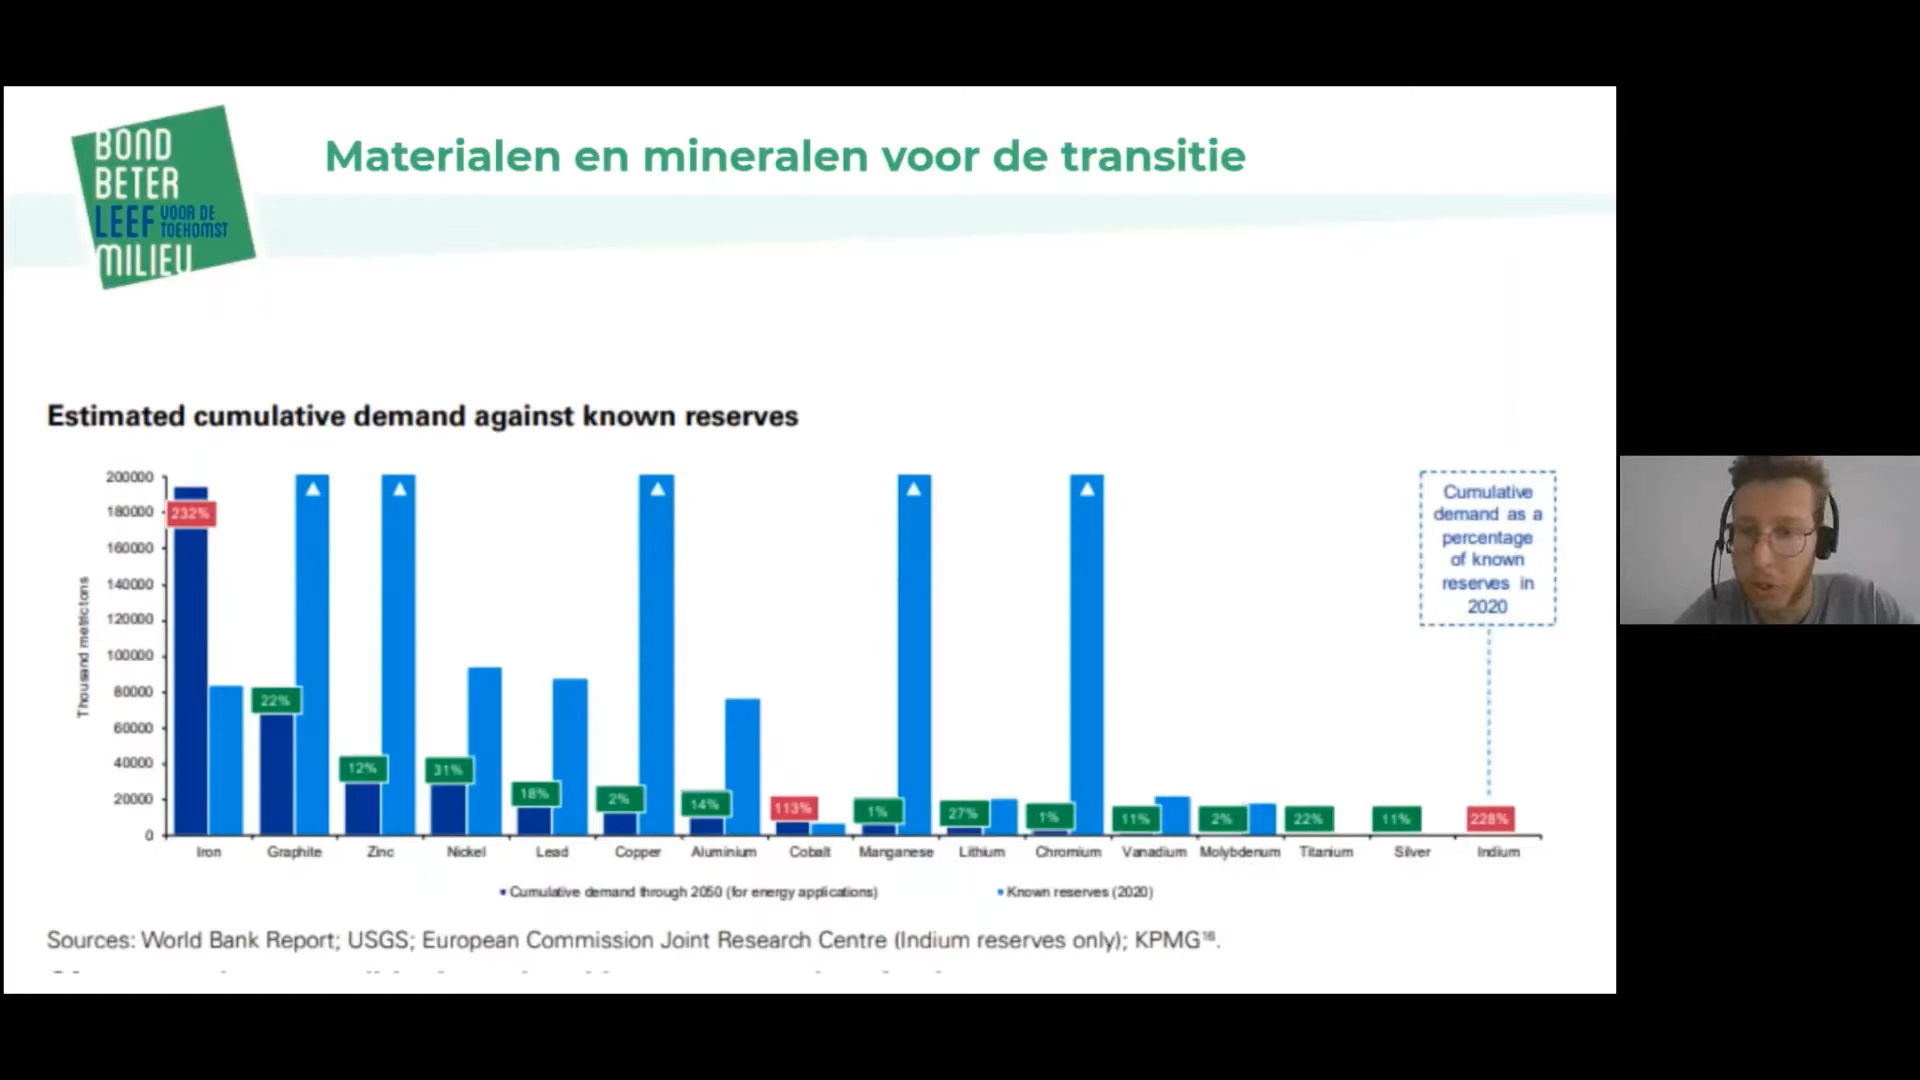 BOND
BETER
LEEF VOOR DE
TOEKOMST
MILIEU
Materialen en mineralen voor de transitie
Estimated cumulative demand against known reserves
Thousand metrictons
200000
180000
160000
140000
120000
100000
80000
60000
40000
20000
0
232%
22%
12%
31%
18%
2%
14%
113%
1%
27%
1%
11%
2%
22%
11%
228%
Cumulative
demand as a
percentage
of known
reserves in
2020
Iron
Graphite
Zinc
Nickel
Lead
Copper
Aluminium
Cobalt
Manganese
Lithium
Chromium
Vanadium
Molybdenum
Titanium
Silver
Indium
Cumulative demand through 2050 (for energy applications)
Known reserves (2020)
Sources: World Bank Report; USGS; European Commission Joint Research Centre (Indium reserves only); KPMG¹⁶.